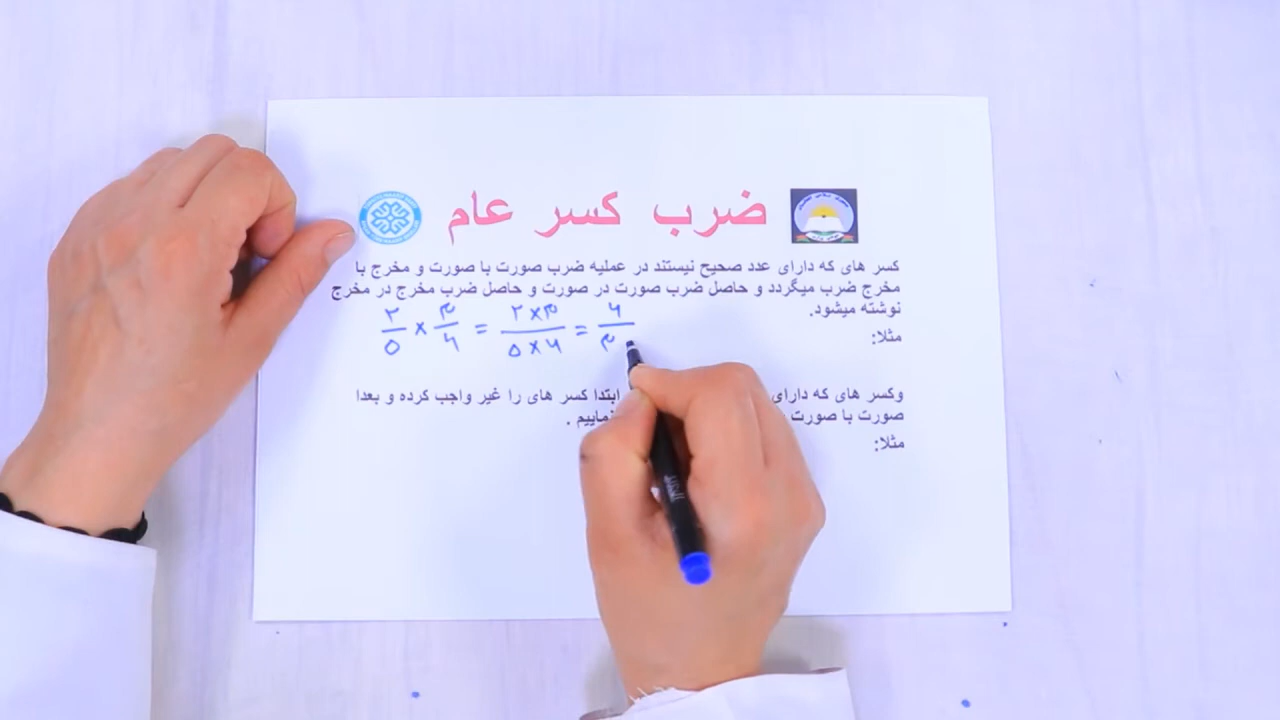 ضرب کسر عام
کسر های که دارای عدد صحیح نیستند در عملیه ضرب صورت با صورت و مخرج با
مخرج ضرب میگردد و حاصل ضرب صورت در صورت و حاصل ضرب مخرج در مخرج
نوشته میشود.
مثلا:
۲/۵ × ۳/۶ = ۲×۳/۵×۶ = ۶/۳
وکسر های که دارای ابتدا کسر های را غیر واجب کرده و بعدا
صورت با صورت نماییم .
مثلا: